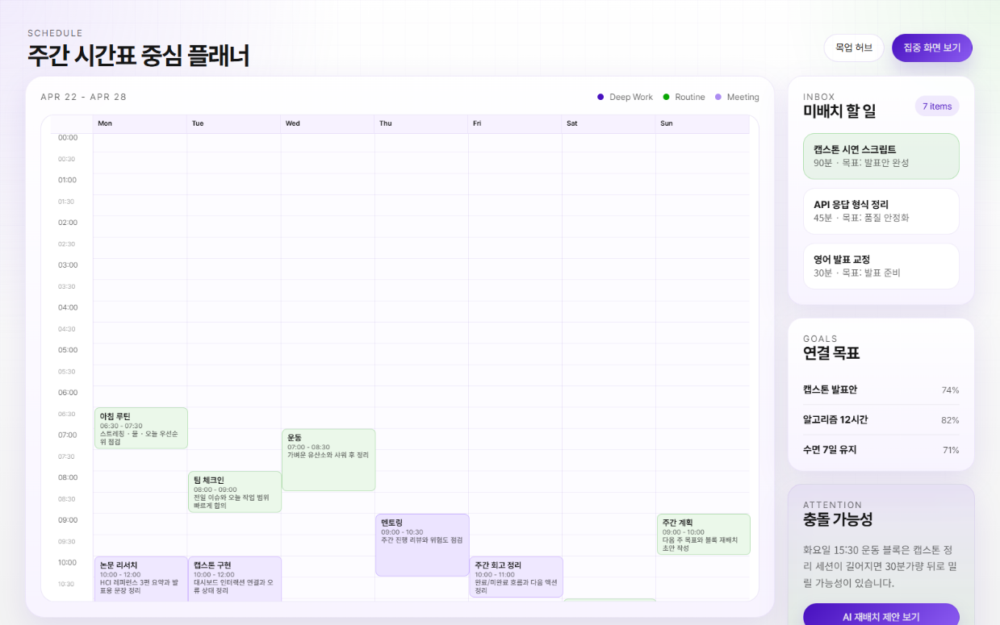 SCHEDULE
주간 시간표 중심 플래너
목업 허브
집중 화면 보기
APR 22 - APR 28
Deep Work
Routine
Meeting
Mon
Tue
Wed
Thu
Fri
Sat
Sun
00:00
00:30
01:00
01:30
02:00
02:30
03:00
03:30
04:00
04:30
05:00
05:30
06:00
06:30
07:00
07:30
08:00
08:30
09:00
09:30
10:00
10:30
아침 루틴
06:30 - 07:30
스트레칭 · 물 · 오늘 우선순
위 점검
논문 리서치
10:00 - 12:00
HCI 레퍼런스 3편 요약과 발
표용 문장 정리
팀 체크인
08:00 - 09:00
전일 이슈와 오늘 작업 범위
빠르게 합의
캡스톤 구현
10:00 - 12:00
대시보드 인터랙션 연결과 오
류 상태 정리
운동
07:00 - 08:30
가벼운 유산소와 샤워 후 정리
멘토링
09:00 - 10:30
주간 진행 리뷰와 위험도 점검
주간 회고 정리
10:00 - 11:00
완료/미완료 흐름과 다음 액션
정리
주간 계획
09:00 - 10:00
다음 주 목표와 블록 재배치
초안 작성
INBOX
미배치 할 일
7 items
캡스톤 시연 스크립트
90분 · 목표: 발표안 완성
API 응답 형식 정리
45분 · 목표: 품질 안정화
영어 발표 교정
30분 · 목표: 발표 준비
GOALS
연결 목표
캡스톤 발표안 74%
알고리즘 12시간 82%
수면 7일 유지 71%
ATTENTION
충돌 가능성
화요일 15:30 운동 블록은 캡스톤 정
리 세션이 길어지면 30분가량 뒤로 밀
릴 가능성이 있습니다.
AI 재배치 제안 보기